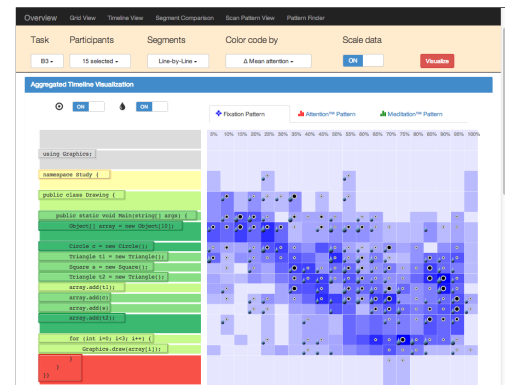 Overview Grid View Timeline View Segment Comparison Scan Pattern View Pattern Finder
Task Participants Segments Color code by Scale data
B3 15 selected Line-by-Line Δ Mean attention ON Visualize
Aggregated Timeline Visualization
ON ON
Fixation Pattern Attention™ Pattern Meditation™ Pattern
5% 10% 15% 20% 25% 30% 35% 40% 45% 50% 55% 60% 65% 70% 75% 80% 85% 90% 95% 100%
using Graphics;
namespace Study {
public class Drawing {
public static void Main(string[] args) {
Object[] array = new Object[10];
Circle c = new Circle();
Triangle t1 = new Triangle();
Square s = new Square();
Triangle t2 = new Triangle();
array.add(t1);
array.add(c);
array.add(s);
array.add(t2);
for (int i=0; i<3; i++) {
Graphics.draw(array[i]);
}
}
}}